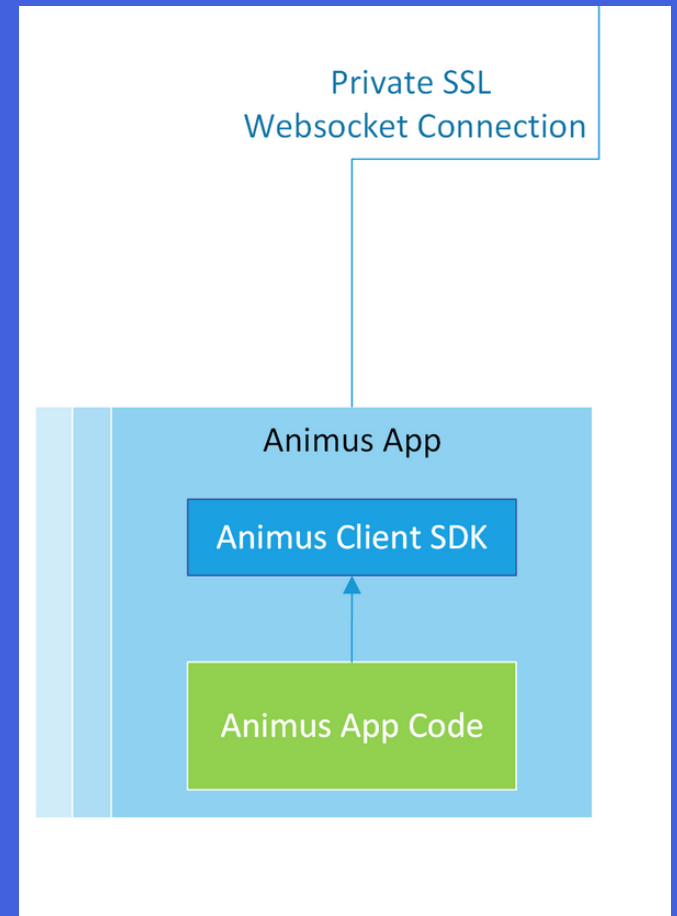 Private SSL
Websocket Connection
Animus App
Animus Client SDK
Animus App Code